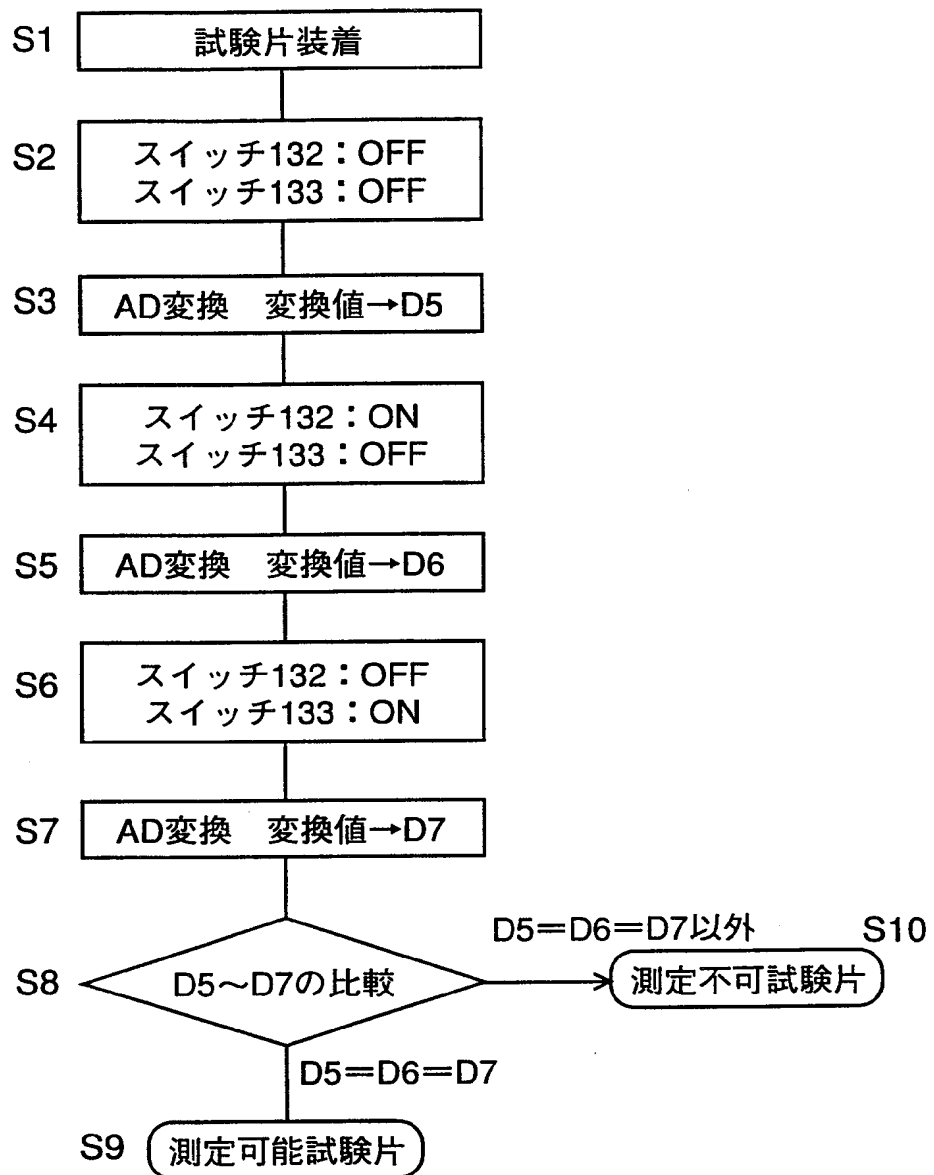 S1 試験片装着
S2 スイッチ132：OFF
スイッチ133：OFF
S3 AD変換　変換値→D5
S4 スイッチ132：ON
スイッチ133：OFF
S5 AD変換　変換値→D6
S6 スイッチ132：OFF
スイッチ133：ON
S7 AD変換　変換値→D7
D5＝D6＝D7以外 S10
S8 D5～D7の比較 測定不可試験片
D5＝D6＝D7
S9 測定可能試験片